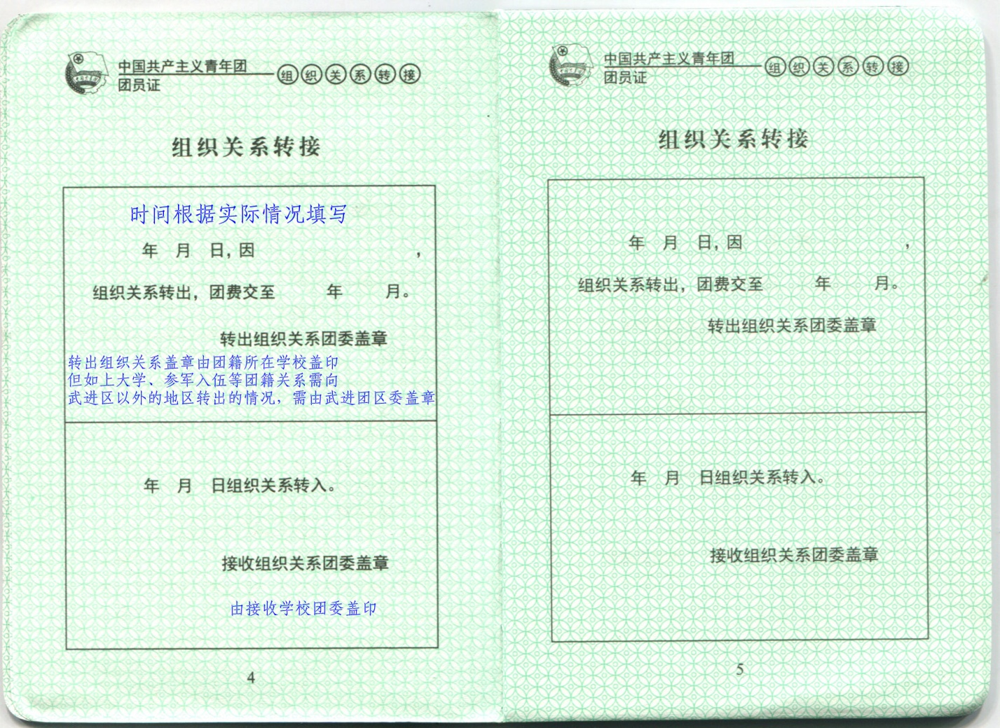 中国共产主义青年团
团员证
组织关系转接
组织关系转接
时间根据实际情况填写
年 月 日，因 ，
组织关系转出，团费交至 年 月。
转出组织关系团委盖章
转出组织关系盖章由团籍所在学校盖印
但如上大学、参军入伍等团籍关系需向
武进区以外的地区转出的情况，需由武进团区委盖章
年 月 日组织关系转入。
接收组织关系团委盖章
由接收学校团委盖印
4
中国共产主义青年团
团员证
组织关系转接
组织关系转接
年 月 日，因 ，
组织关系转出，团费交至 年 月。
转出组织关系团委盖章
年 月 日组织关系转入。
接收组织关系团委盖章
5